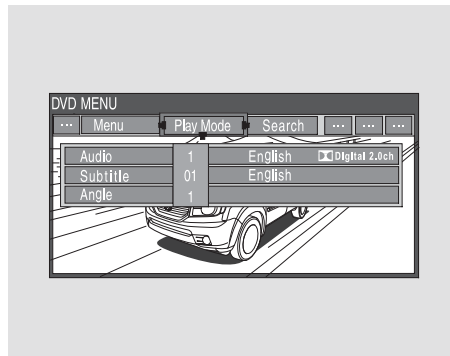 DVD MENU
... Menu Play Mode Search ... ... ...
Audio 1 English DIgital 2.0ch
Subtitle 01 English
Angle 1